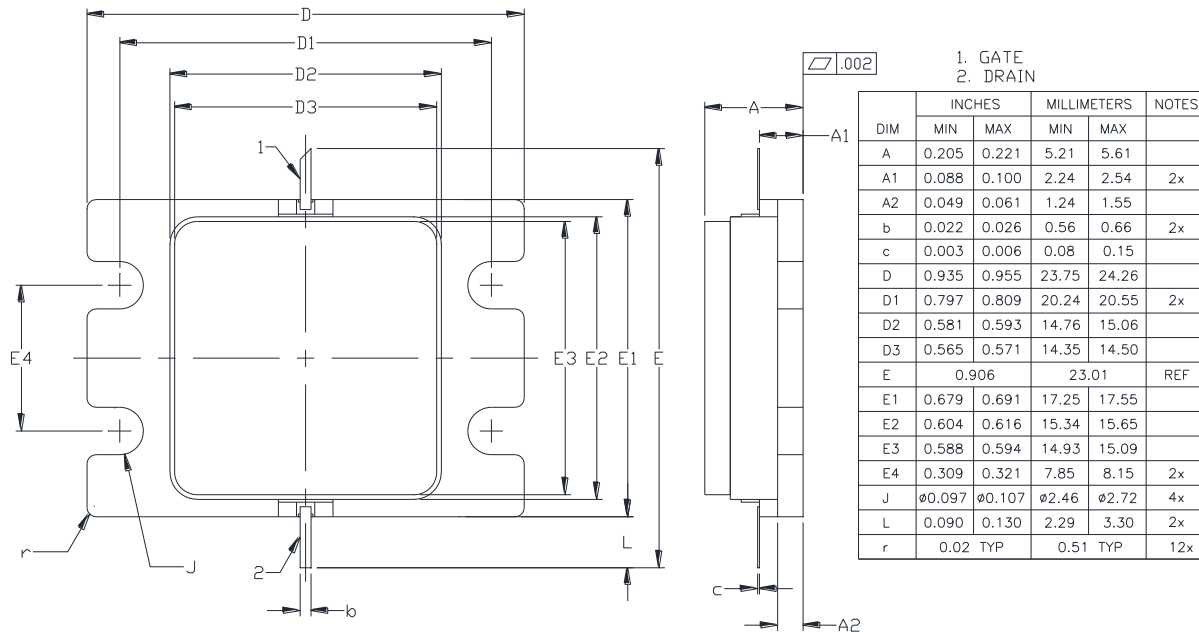 D
D1
D2
D3
1
E4
E3
E2
E1
E
L
r
J
2
b
.002
A
A1
c
A2
1. GATE
2. DRAIN
INCHES MILLIMETERS NOTES
DIM MIN MAX MIN MAX
A 0.205 0.221 5.21 5.61
A1 0.088 0.100 2.24 2.54 2x
A2 0.049 0.061 1.24 1.55
b 0.022 0.026 0.56 0.66 2x
c 0.003 0.006 0.08 0.15
D 0.935 0.955 23.75 24.26
D1 0.797 0.809 20.24 20.55 2x
D2 0.581 0.593 14.76 15.06
D3 0.565 0.571 14.35 14.50
E 0.906 23.01 REF
E1 0.679 0.691 17.25 17.55
E2 0.604 0.616 15.34 15.65
E3 0.588 0.594 14.93 15.09
E4 0.309 0.321 7.85 8.15 2x
J ø0.097 ø0.107 ø2.46 ø2.72 4x
L 0.090 0.130 2.29 3.30 2x
r 0.02 TYP 0.51 TYP 12x